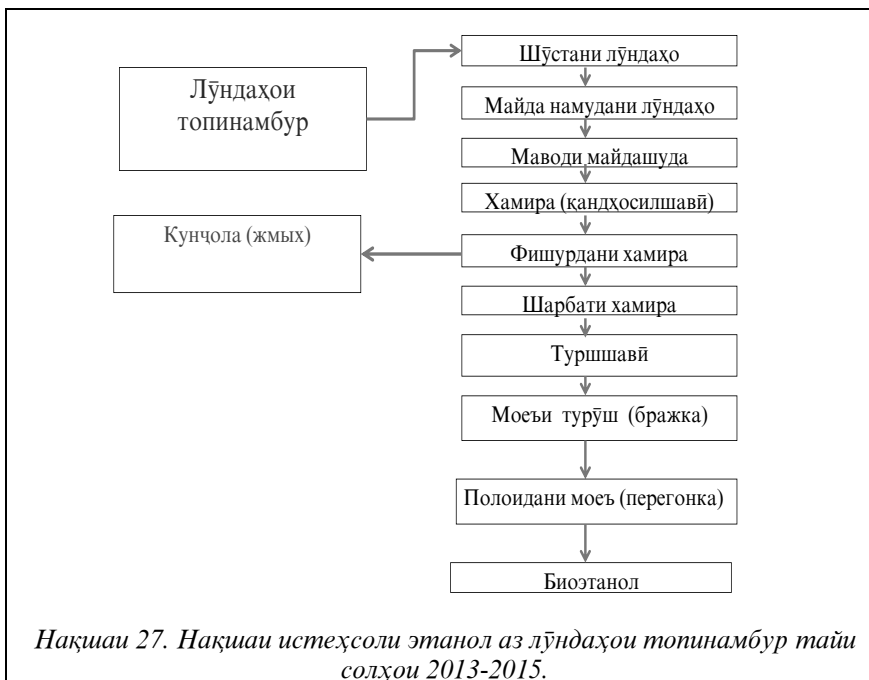 Лӯндаҳои
топинамбур
Кунҷола (жмых)
Шӯстани лӯндаҳо
Майда намудани лӯндаҳо
Маводи майдашуда
Хамира (қандҳосилшавӣ)
Фишурдани хамира
Шарбати хамира
Туршшавӣ
Моеъи турӯш (бражка)
Полоидани моеъ (перегонка)
Биоэтанол
Нақшаи 27. Нақшаи истеҳсоли этанол аз лӯндаҳои топинамбур тайи
солҳои 2013-2015.